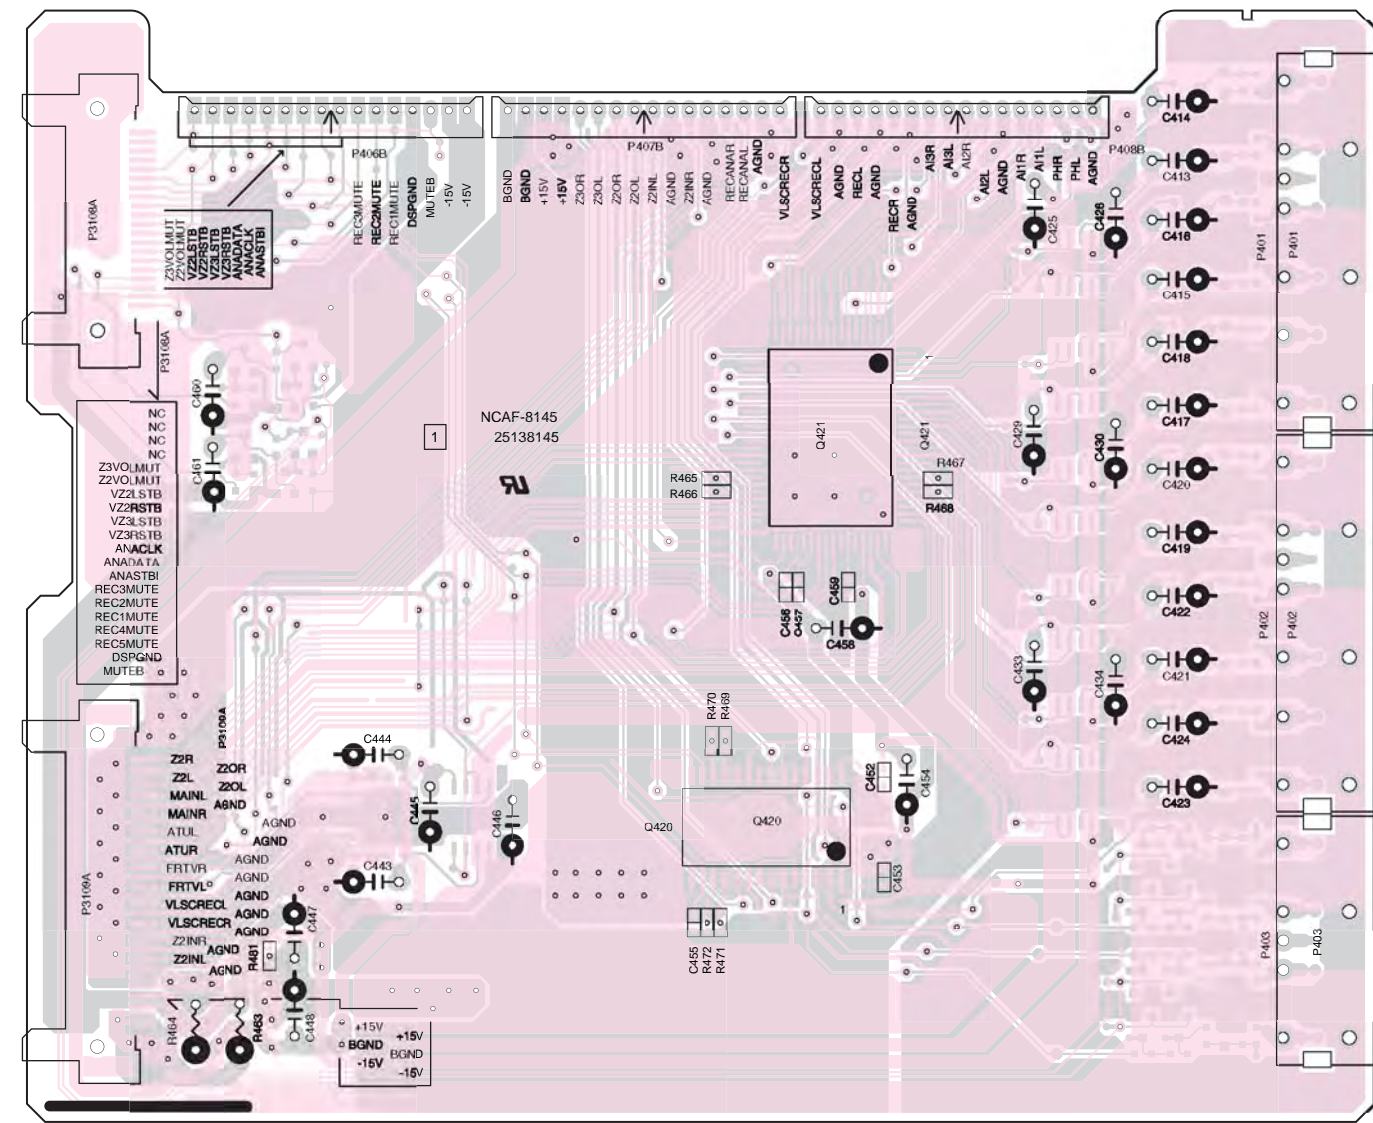 P406B
P407B
P408B
P3108A
P3108A
Z3VOLMUT
Z2VOLMUT
VZ2LSTB
VZ2RSTB
VZ3LSTB
VZ3RSTB
ANADATA
ANACLK
ANASTBI
REC3MUTE
REC2MUTE
REC1MUTE
DSPGND
MUTEB
-15V
-15V
BGND
BGND
+15V
+15V
Z3OR
Z3OL
Z2OR
Z2OL
Z2INL
AGND
Z2INR
AGND
RECANAR
RECANAL
AGND
VLSCRECR
VLSCRECL
AGND
RECL
AGND
RECR
AGND
AI3R
AI3L
AI2R
AI2L
AGND
AI1R
AI1L
PHR
PHL
AGND
C425
C426
C414
C413
C416
C415
C418
C417
C420
C419
C422
C421
C424
C423
P401
P401
P402
P402
P403
P403
C460
C461
NC
NC
NC
NC
Z3VOLMUT
Z2VOLMUT
VZ2LSTB
VZ2RSTB
VZ3LSTB
VZ3RSTB
ANACLK
ANADATA
ANASTBI
REC3MUTE
REC2MUTE
REC1MUTE
REC4MUTE
REC5MUTE
DSPGND
MUTEB
1
NCAF-8145
25138145
Q421
Q421
1
R465
R466
R467
R468
C429
C430
C433
C434
C456
C457
C459
C458
R470
R469
Q420
Q420
1
C452
C454
C453
C455
R472
R471
C444
C445
C446
C443
C447
C448
R481
R464
R463
P3109A
P3109A
Z2R
Z2L
MAINL
MAINR
ATUL
ATUR
FRTVR
FRTVL
VLSCRECL
VLSCRECR
Z2INR
Z2INL
Z2OR
Z2OL
AGND
AGND
AGND
AGND
AGND
AGND
AGND
AGND
AGND
AGND
+15V
BGND
-15V
+15V
BGND
-15V